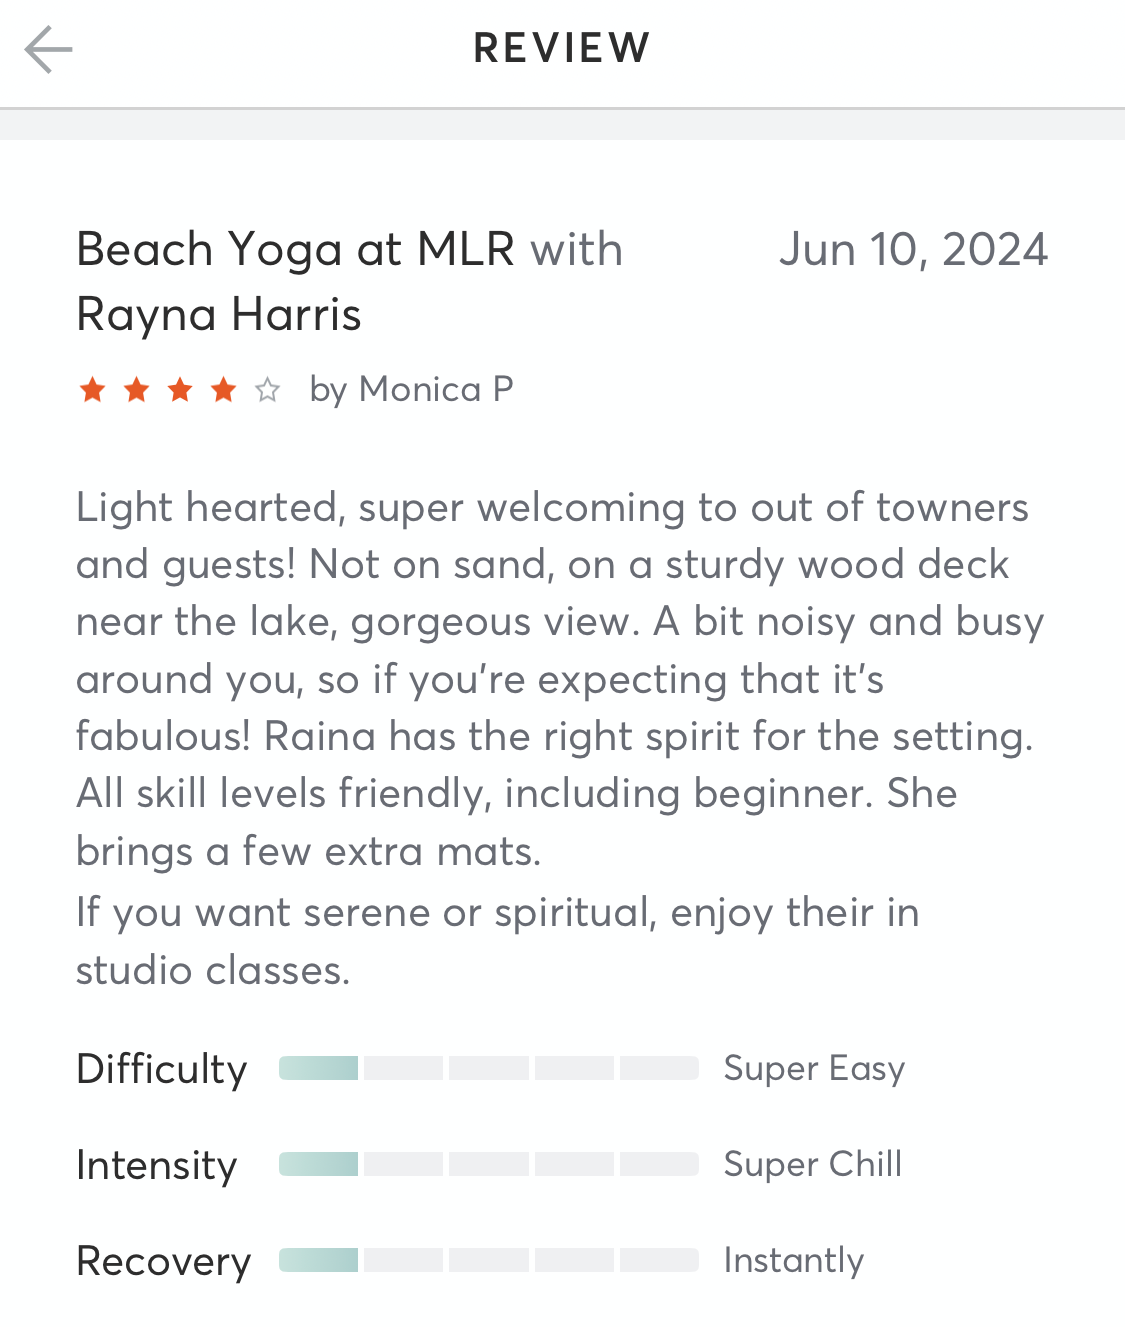 REVIEW
Beach Yoga at MLR with
Rayna Harris
Jun 10, 2024
by Monica P
Light hearted, super welcoming to out of towners
and guests! Not on sand, on a sturdy wood deck
near the lake, gorgeous view. A bit noisy and busy
around you, so if you're expecting that it's
fabulous! Raina has the right spirit for the setting.
All skill levels friendly, including beginner. She
brings a few extra mats.
If you want serene or spiritual, enjoy their in
studio classes.
Difficulty Super Easy
Intensity Super Chill
Recovery Instantly